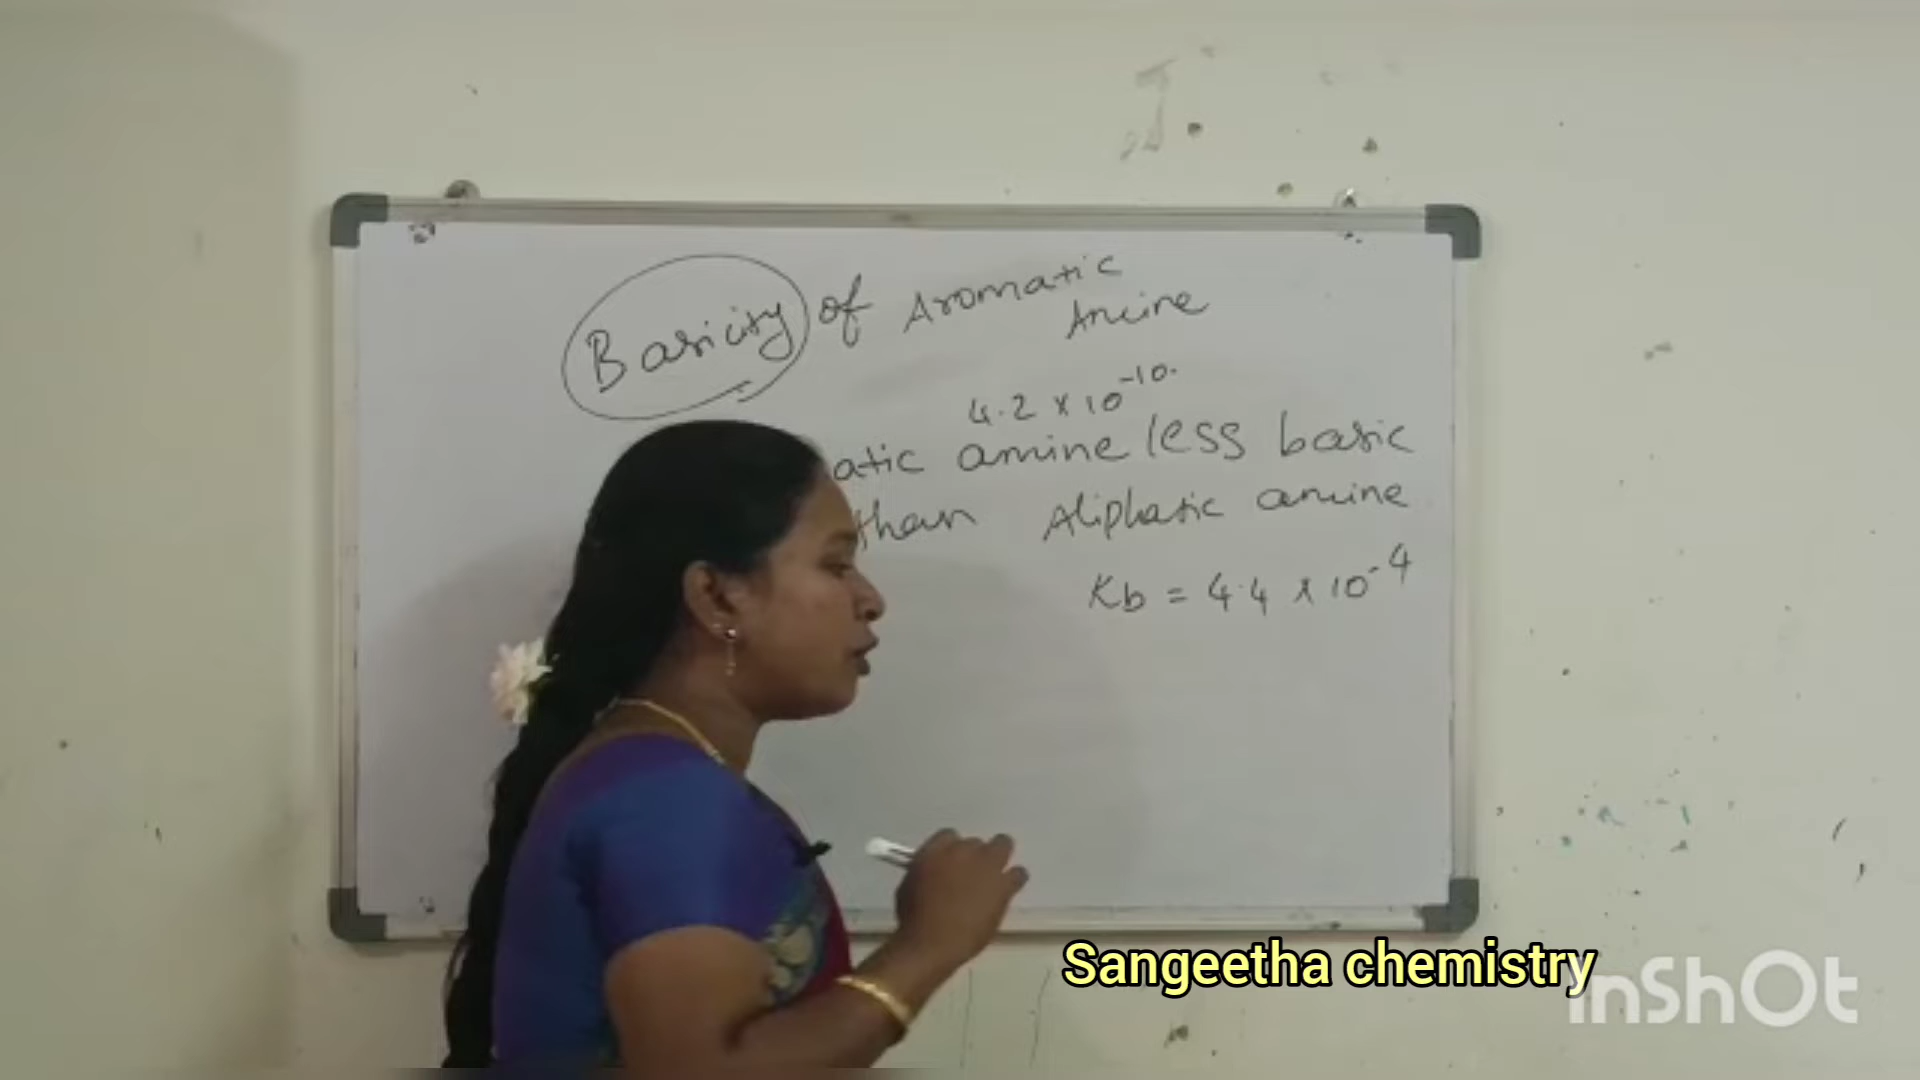 Basicity of Aromatic
Amine
4.2 x 10⁻¹⁰.
atic amine less basic
than Aliphatic amine
Kb = 4.4 x 10⁻⁴
Sangeetha chemistry
InShOt